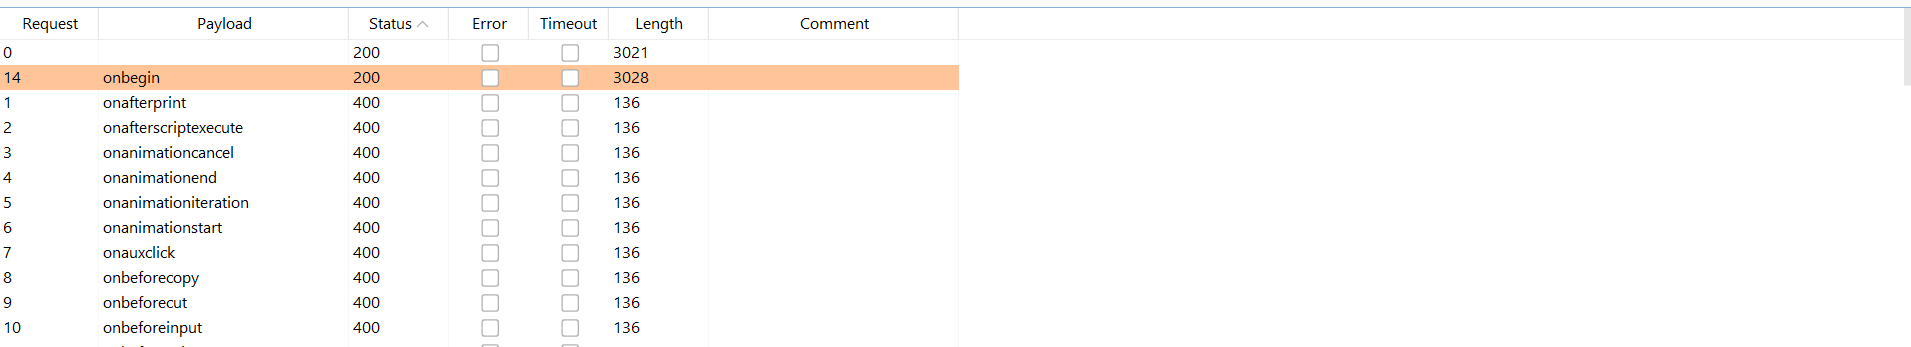 Request Payload Status Error Timeout Length Comment
0 200 3021
14 onbegin 200 3028
1 onafterprint 400 136
2 onafterscriptexecute 400 136
3 onanimationcancel 400 136
4 onanimationend 400 136
5 onanimationiteration 400 136
6 onanimationstart 400 136
7 onauxclick 400 136
8 onbeforecopy 400 136
9 onbeforecut 400 136
10 onbeforeinput 400 136